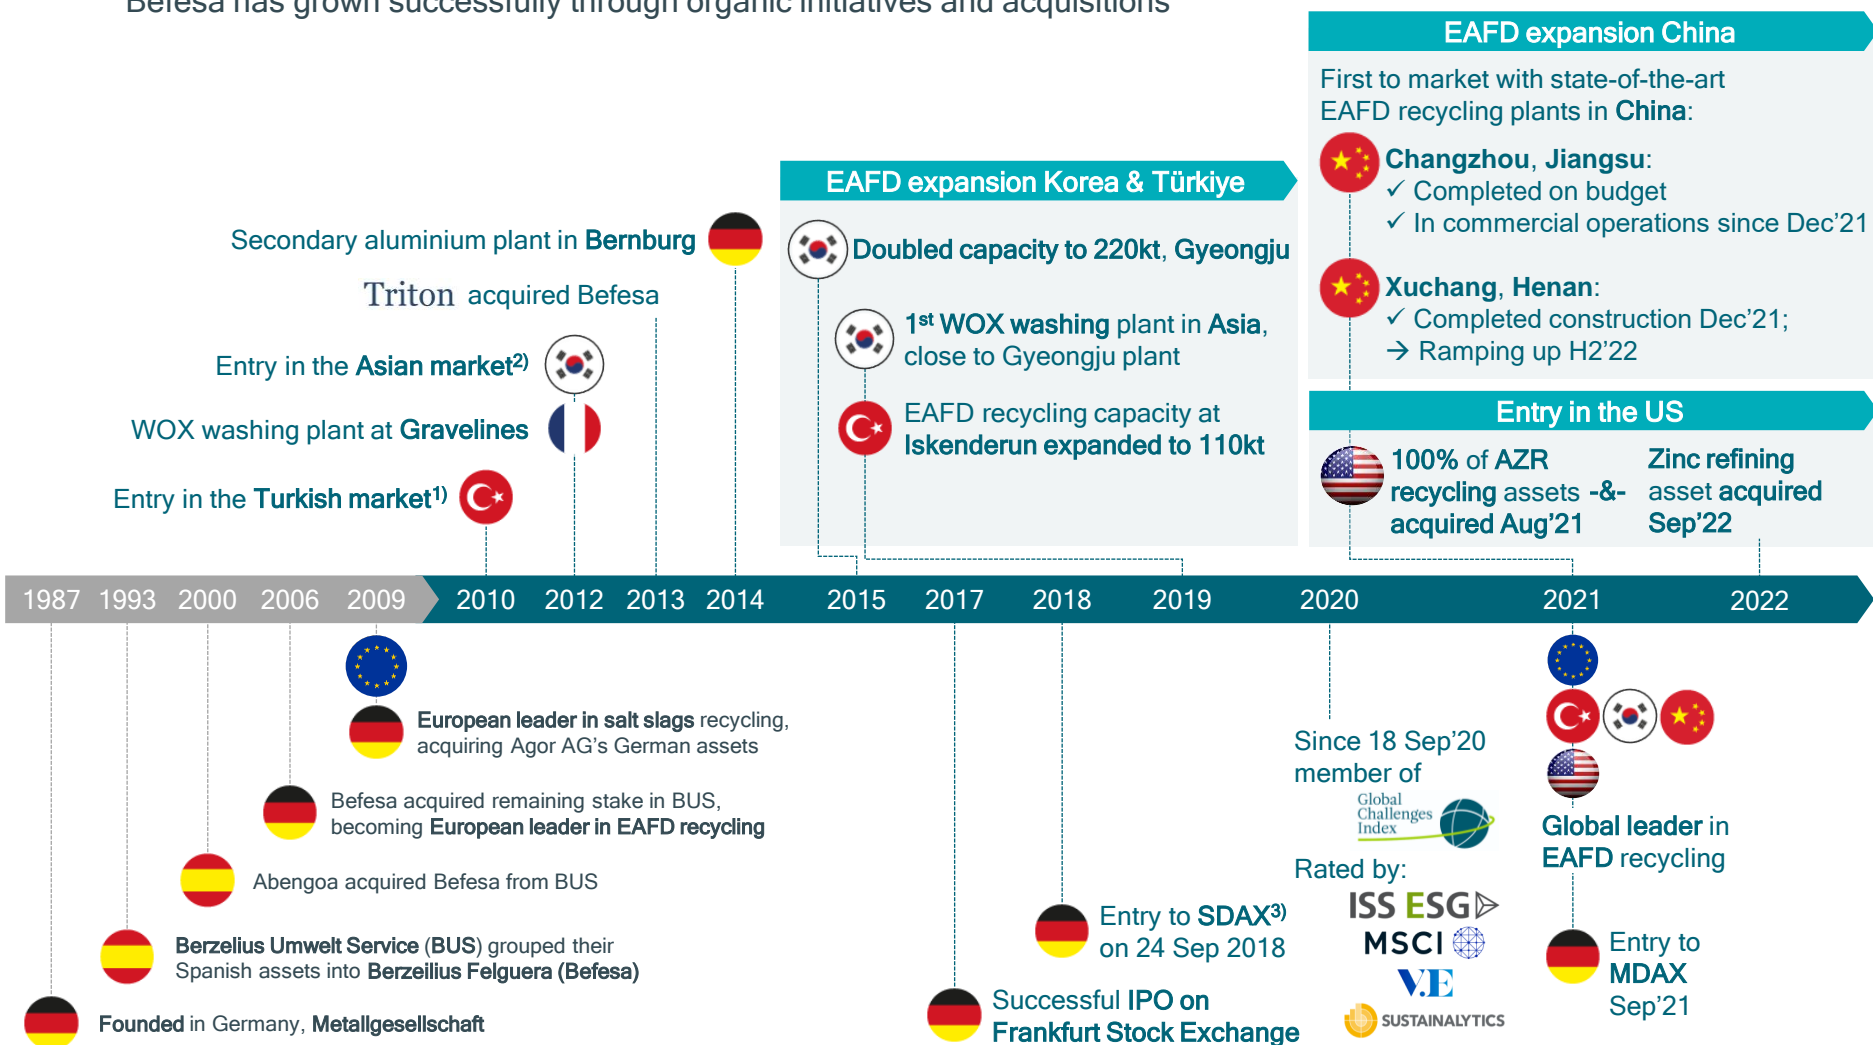 Befesa has grown successfully through organic initiatives and acquisitions
EAFD expansion China
First to market with state-of-the-art
EAFD recycling plants in China:
Changzhou, Jiangsu:
✓ Completed on budget
✓ In commercial operations since Dec'21
Xuchang, Henan:
✓ Completed construction Dec'21;
→ Ramping up H2'22
EAFD expansion Korea & Türkiye
Doubled capacity to 220kt, Gyeongju
1st WOX washing plant in Asia,
close to Gyeongju plant
EAFD recycling capacity at
Iskenderun expanded to 110kt
Entry in the US
100% of AZR
recycling assets -&-
acquired Aug'21
Zinc refining
asset acquired
Sep'22
Secondary aluminium plant in Bernburg
Triton acquired Befesa
Entry in the Asian market2)
WOX washing plant at Gravelines
Entry in the Turkish market1)
1987 1993 2000 2006 2009 2010 2012 2013 2014 2015 2017 2018 2019 2020 2021 2022
European leader in salt slags recycling,
acquiring Agor AG's German assets
Befesa acquired remaining stake in BUS,
becoming European leader in EAFD recycling
Abengoa acquired Befesa from BUS
Berzelius Umwelt Service (BUS) grouped their
Spanish assets into Berzeilius Felguera (Befesa)
Founded in Germany, Metallgesellschaft
Successful IPO on
Frankfurt Stock Exchange
Entry to SDAX3)
on 24 Sep 2018
Since 18 Sep'20
member of
Global
Challenges
Index
Rated by:
ISS ESG
MSCI
V.E
SUSTAINALYTICS
Global leader in
EAFD recycling
Entry to
MDAX
Sep'21